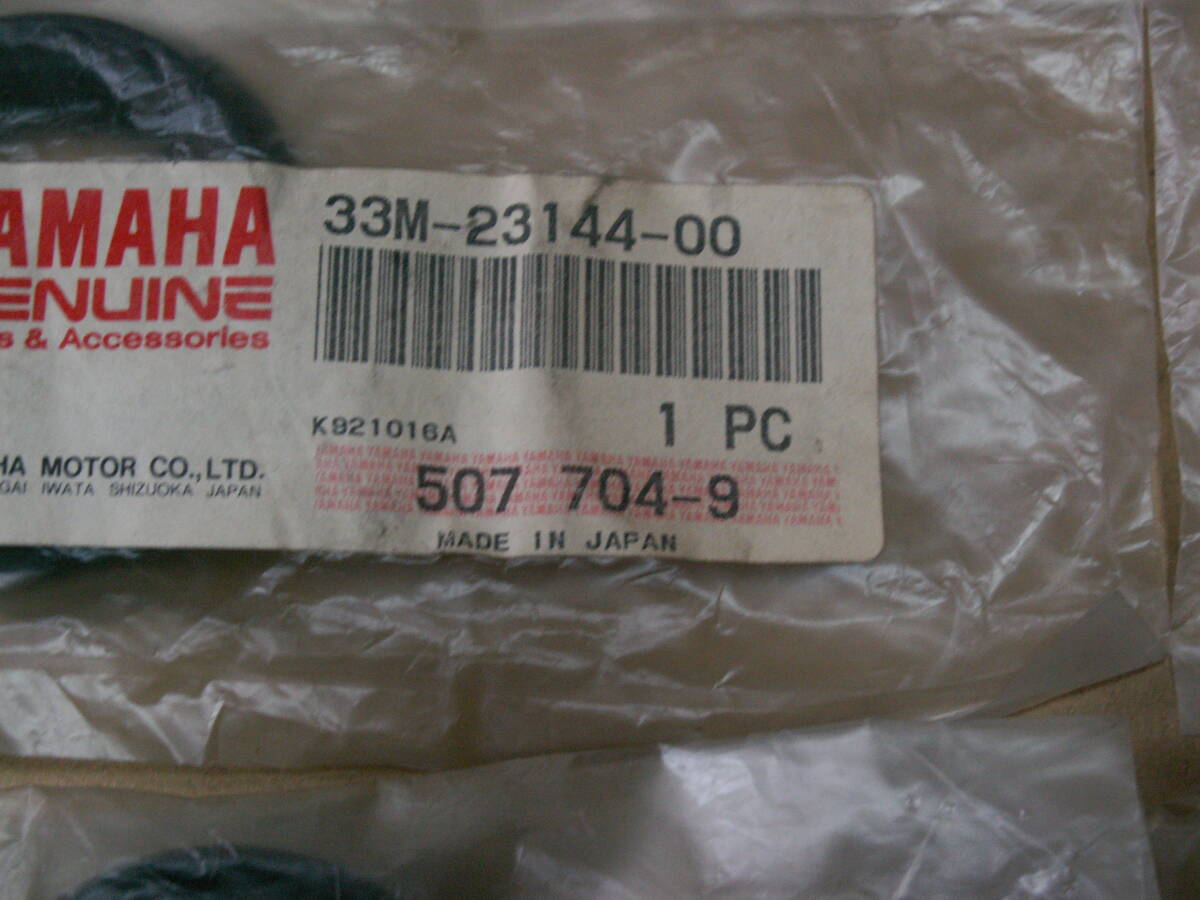 YAMAHA
GENUINE
s & Accessories
33M-23144-00
1 PC
K921016A
507 704-9
MADE IN JAPAN
HA MOTOR CO.,LTD.
GAI IWATA SHIZUOKA JAPAN